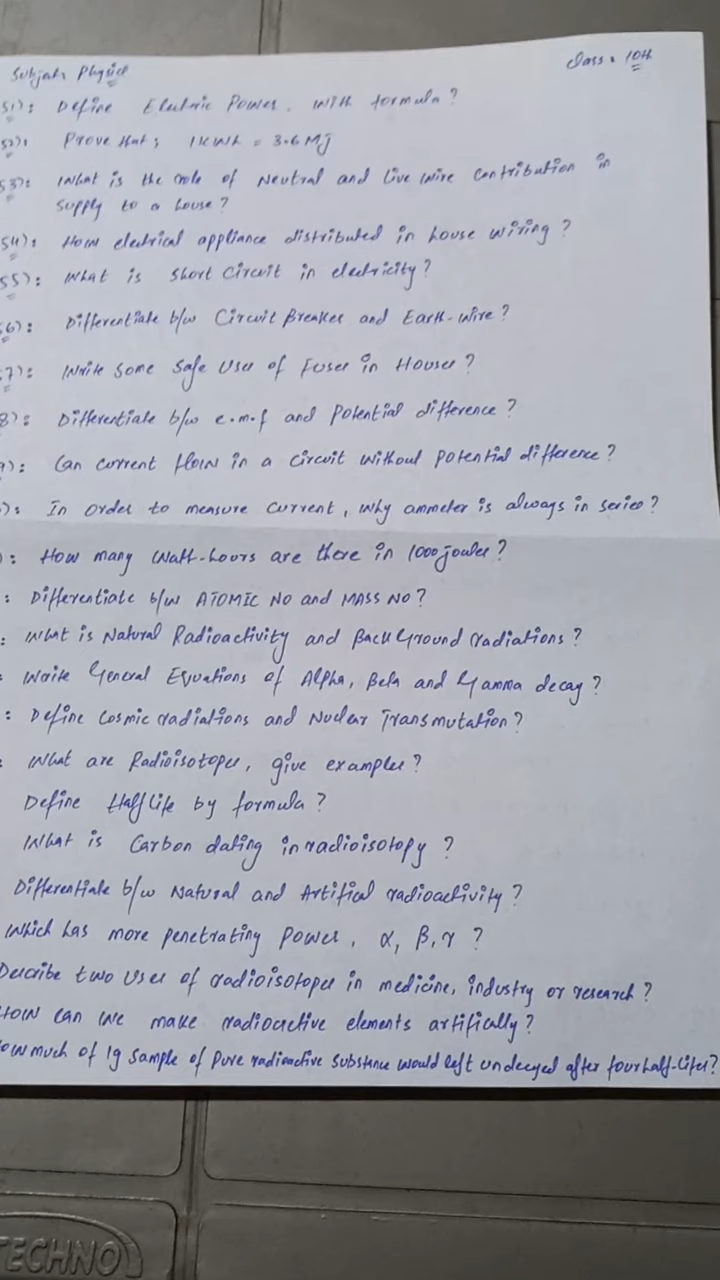 Subject: Physics
Class: 10th
51): Define Electric Power. With formula?
52): Prove that; 1KWh = 3.6Mj
53): What is the role of Neutral and Live wire contribution in
supply to a house?
54): How electrical appliance distributed in house wiring?
55): What is short circuit in electricity?
56): Differentiate b/w Circuit Breaker and Earth-wire?
57): Write some safe uses of Fuses in Houses?
8): Differentiate b/w e.m.f and potential difference?
9): Can current flow in a circuit without potential difference?
): In order to measure current, why ammeter is always in series?
): How many Watt-hours are there in 1000 joules?
: Differentiate b/w ATOMIC NO and MASS NO?
: What is Natural Radioactivity and BackGround radiations?
: Write General Equations of Alpha, Beta and Gamma decay?
: Define Cosmic radiations and Nuclear Transmutation?
: What are Radioisotopes, give examples?
Define Half Life by formula?
What is Carbon dating in radioisotopy?
Differentiate b/w Natural and Artifical radioactivity?
Which has more penetrating power, α, β, γ?
Describe two uses of radioisotopes in medicine, industry or research?
How can we make radioactive elements artifically?
ow much of 1g sample of pure radioactive substance would left undecayed after four half-lifes?
TECHNO